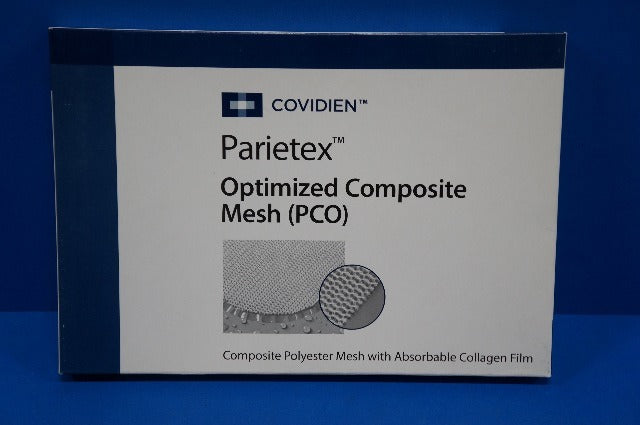 COVIDIEN™
Parietex™
Optimized Composite
Mesh (PCO)
Composite Polyester Mesh with Absorbable Collagen Film